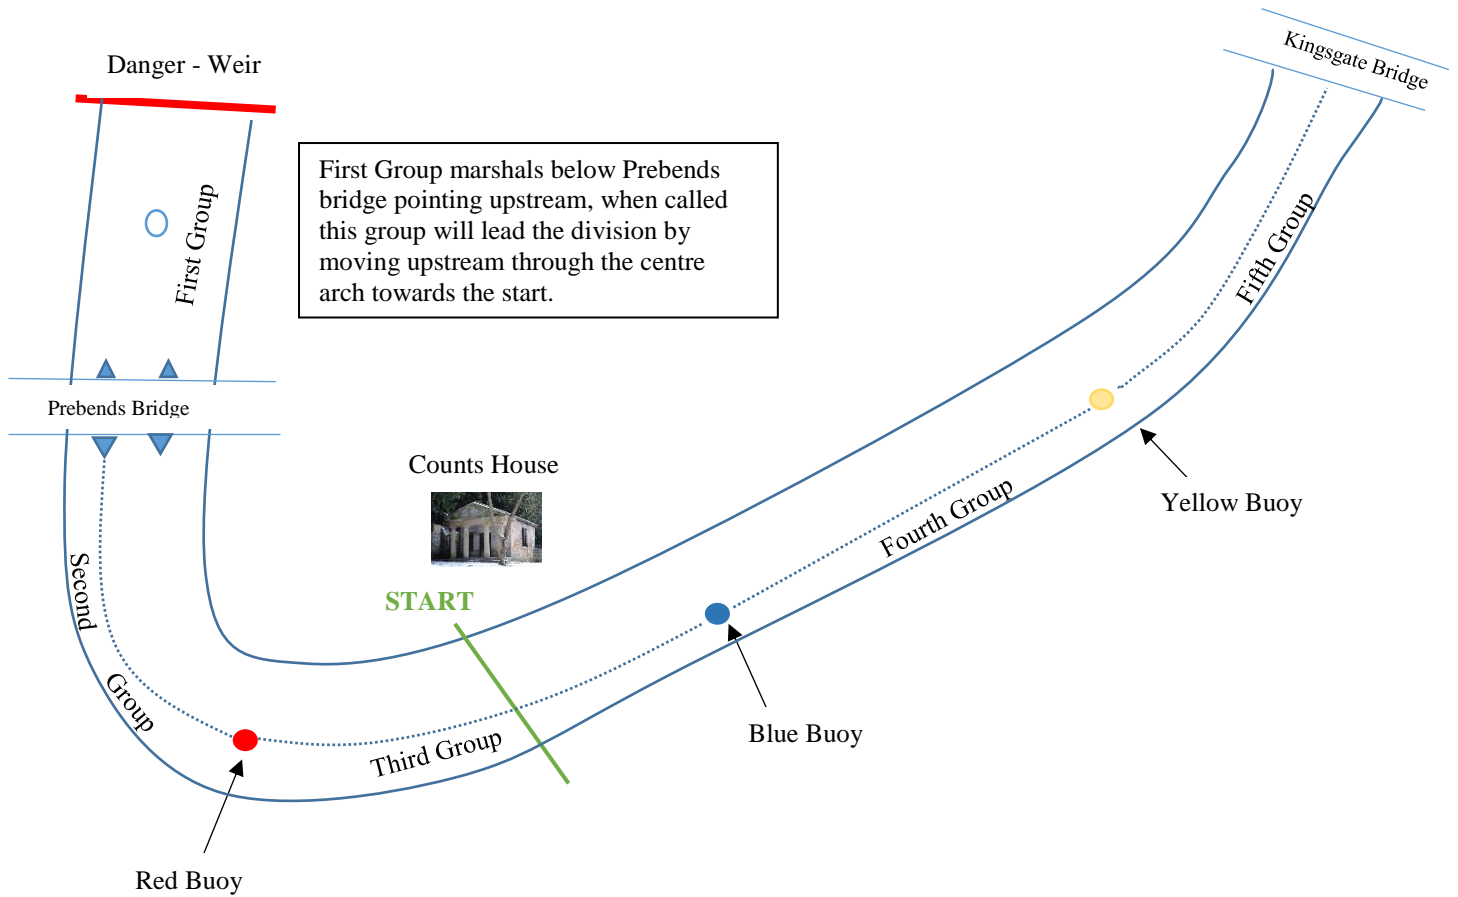 Danger - Weir
Kingsgate Bridge
First Group marshals below Prebends
bridge pointing upstream, when called
this group will lead the division by
moving upstream through the centre
arch towards the start.
First Group
Fifth Group
Prebends Bridge
Counts House
Yellow Buoy
Fourth Group
START
Second
Group
Third Group
Blue Buoy
Red Buoy